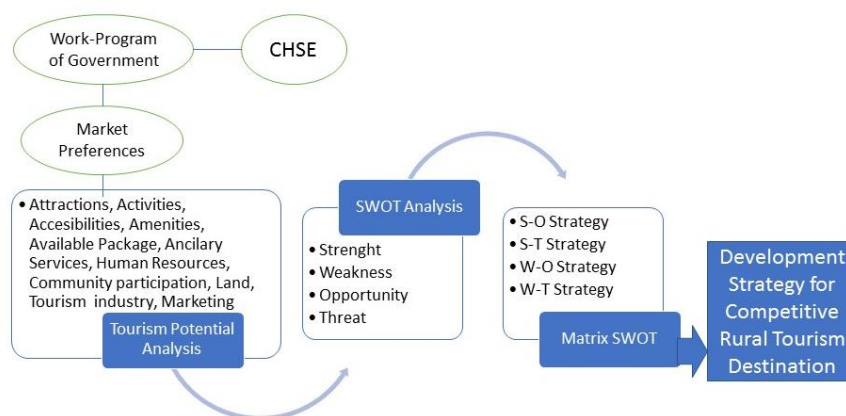 Work-Program
of Government
CHSE
Market
Preferences
• Attractions, Activities,
Accesibilities, Amenities,
Available Package, Ancilary
Services, Human Resources,
Community participation, Land,
Tourism industry, Marketing
Tourism Potential
Analysis
SWOT Analysis
• Strenght
• Weakness
• Opportunity
• Threat
• S-O Strategy
• S-T Strategy
• W-O Strategy
• W-T Strategy
Matrix SWOT
Development
Strategy for
Competitive
Rural Tourism
Destination